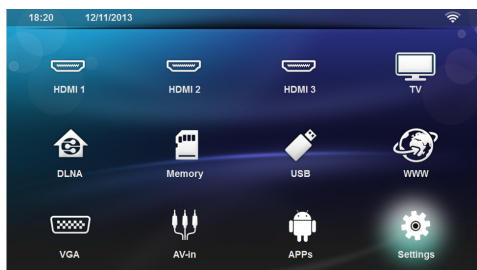 18:20 12/11/2013
HDMI 1 HDMI 2 HDMI 3 TV
DLNA Memory USB WWW
VGA AV-in APPs Settings